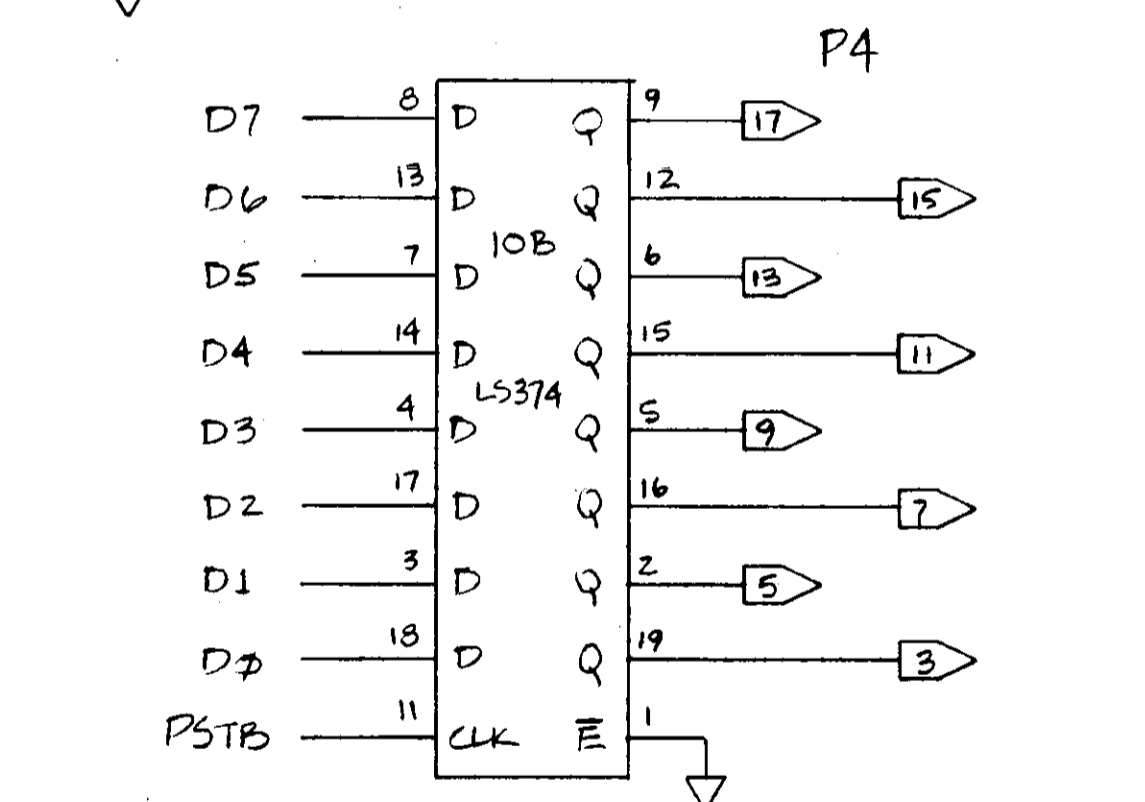 P4
D7 8 D Q 9 17
D6 13 D Q 12 15
10B
D5 7 D Q 6 13
D4 14 D Q 15 11
LS374
D3 4 D Q 5 9
D2 17 D Q 16 7
D1 3 D Q 2 5
D0 18 D Q 19 3
PSTB 11 CLK E̅ 1